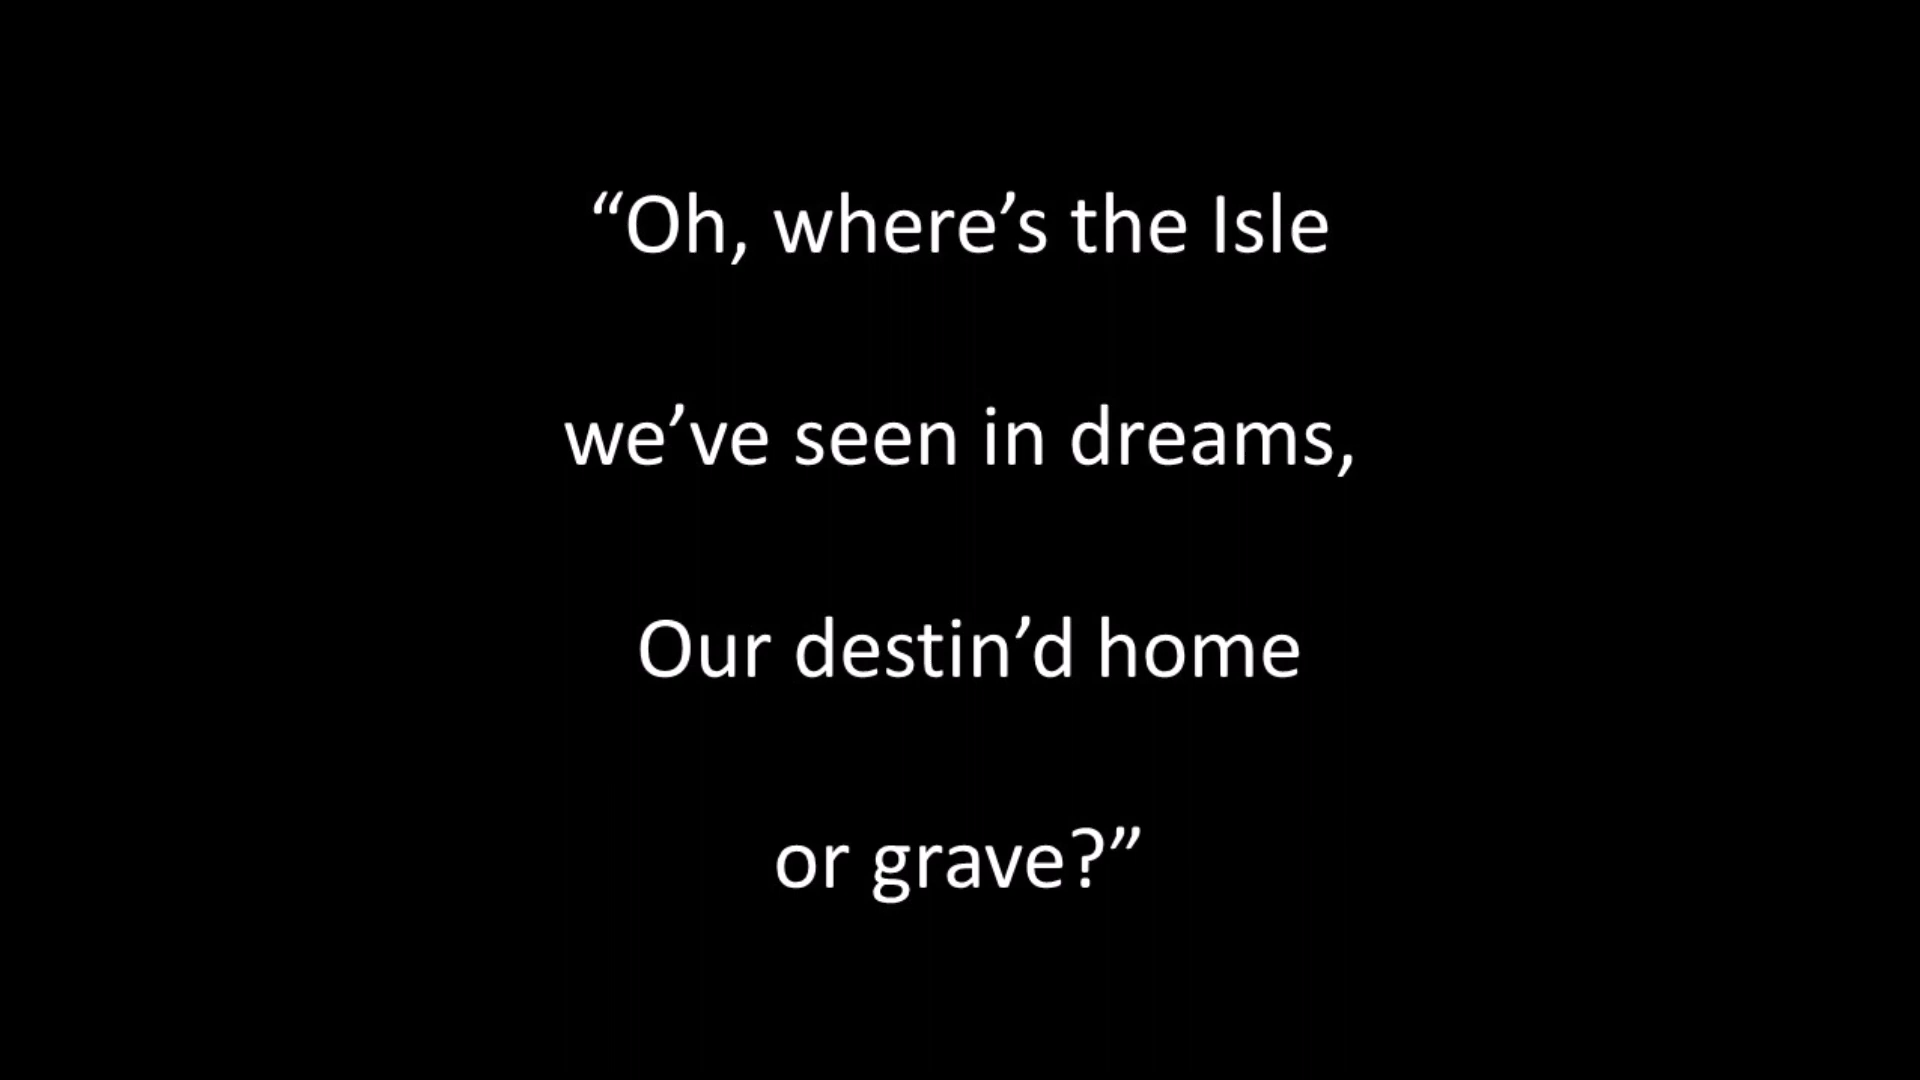 “Oh, where’s the Isle
we’ve seen in dreams,
Our destin’d home
or grave?”